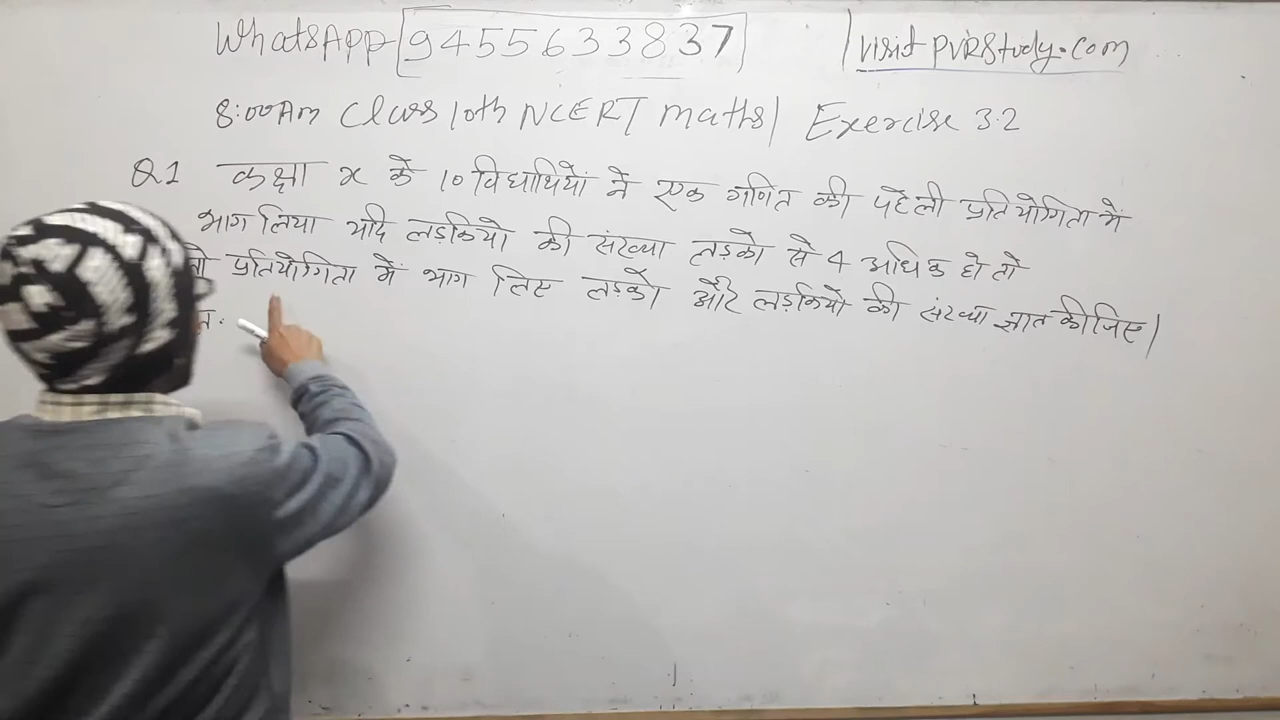 WhatsApp 9455633837 visit pvrstudy.com
8:00Am Class 10th NCERT maths | Exercise 3.2
Q1 कक्षा x के 10 विद्यार्थियों ने एक गणित की पहेली प्रतियोगिता में
भाग लिया यदि लड़कियो की संख्या लड़को से 4 अधिक हो तो
तो प्रतियोगिता में भाग लिए लड़को और लड़कियो की संख्या ज्ञात कीजिए|